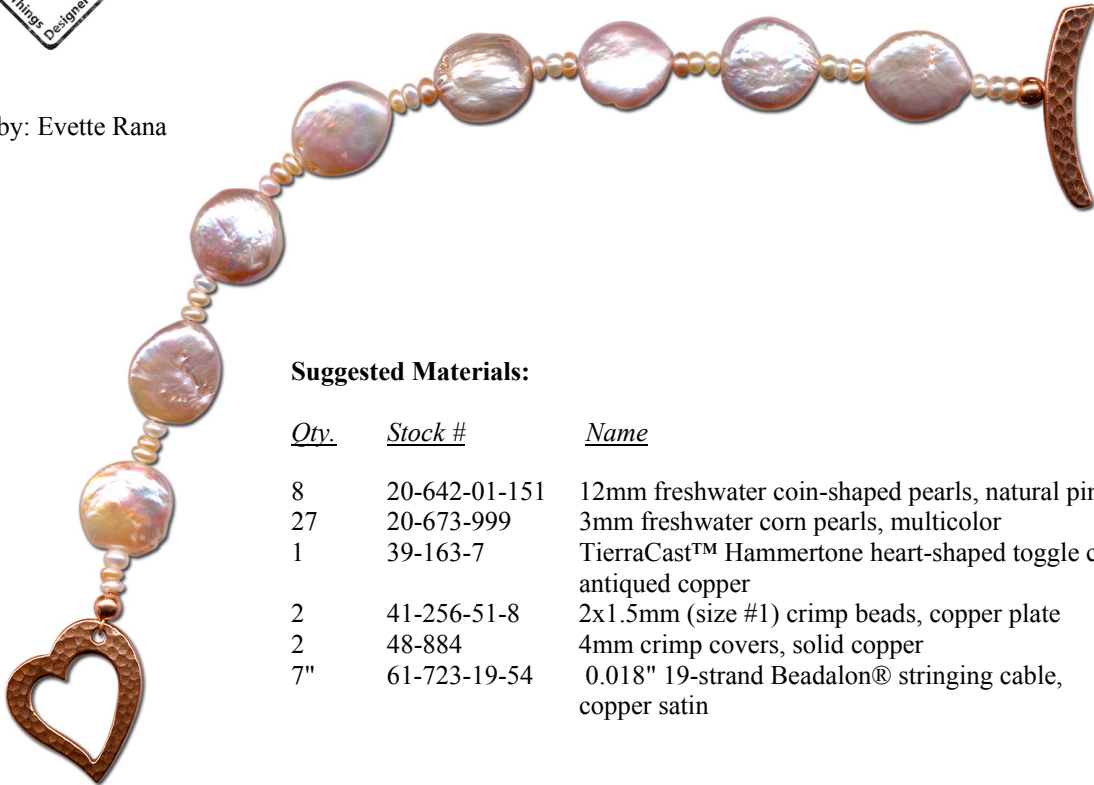 Things
Designer
by: Evette Rana
Suggested Materials:
Qty. Stock # Name
8 20-642-01-151 12mm freshwater coin-shaped pearls, natural pin
27 20-673-999 3mm freshwater corn pearls, multicolor
1 39-163-7 TierraCast™ Hammertone heart-shaped toggle c
antiqued copper
2 41-256-51-8 2x1.5mm (size #1) crimp beads, copper plate
2 48-884 4mm crimp covers, solid copper
7" 61-723-19-54 0.018" 19-strand Beadalon® stringing cable,
copper satin